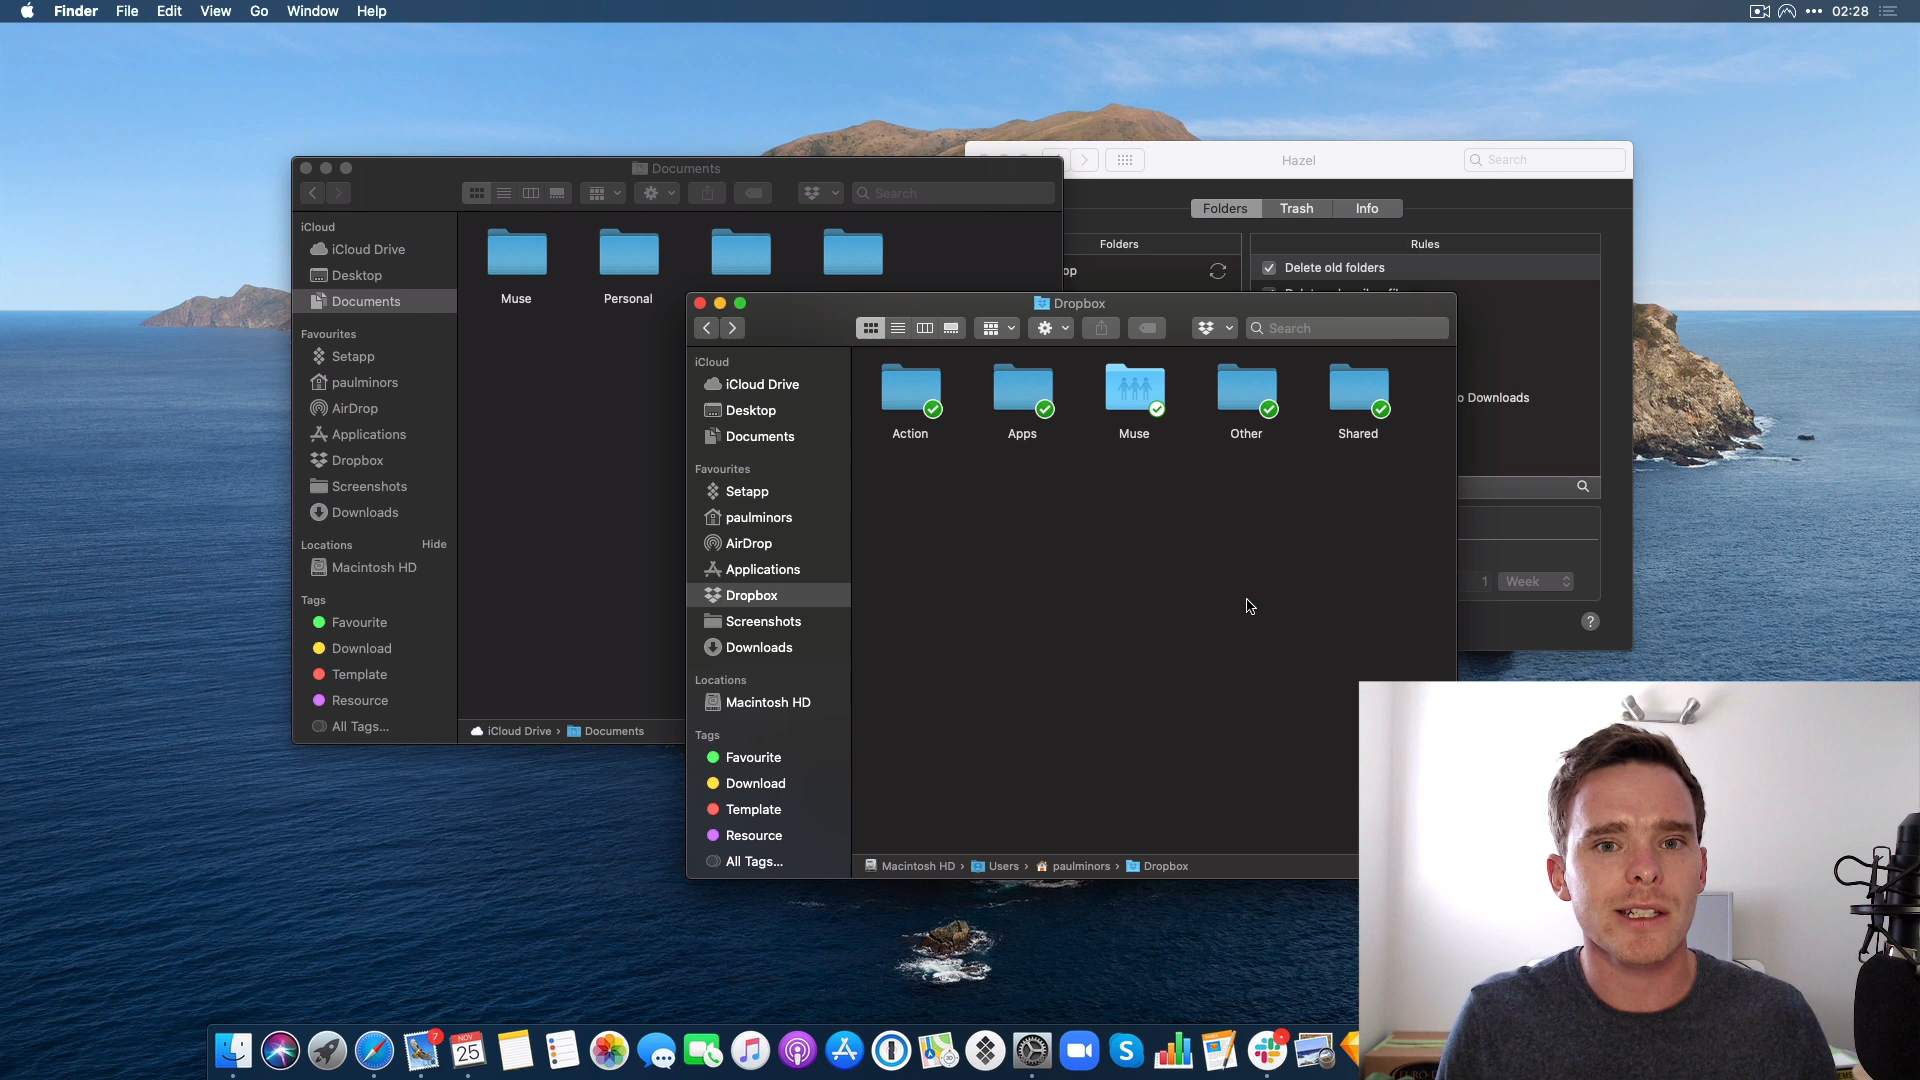 Finder File Edit View Go Window Help
02:28
Documents
Search
iCloud
iCloud Drive
Desktop
Documents
Favourites
Setapp
paulminors
AirDrop
Applications
Dropbox
Screenshots
Downloads
Locations Hide
Macintosh HD
Tags
Favourite
Download
Template
Resource
All Tags...
Muse
Personal
iCloud Drive › Documents
Hazel
Search
Folders Trash Info
Folders
Rules
op
Delete old folders
o Downloads
1 Week
?
Dropbox
Search
iCloud
iCloud Drive
Desktop
Documents
Favourites
Setapp
paulminors
AirDrop
Applications
Dropbox
Screenshots
Downloads
Locations
Macintosh HD
Tags
Favourite
Download
Template
Resource
All Tags...
Action
Apps
Muse
Other
Shared
Macintosh HD › Users › paulminors › Dropbox
7
NOV
25